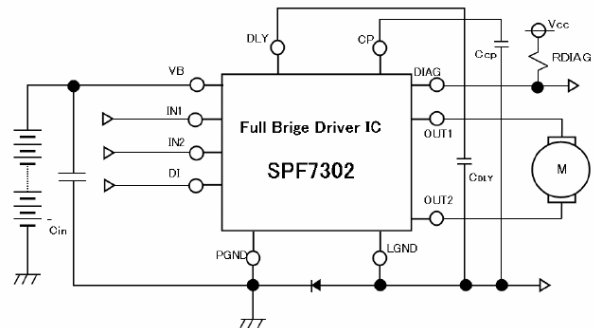 DLY
CP
Vcc
Ccp
RDIAG
VB
DIAG
IN1
Full Brige Driver IC
OUT1
IN2
SPF7302
DI
CDLY
M
Cin
OUT2
PGND
LGND